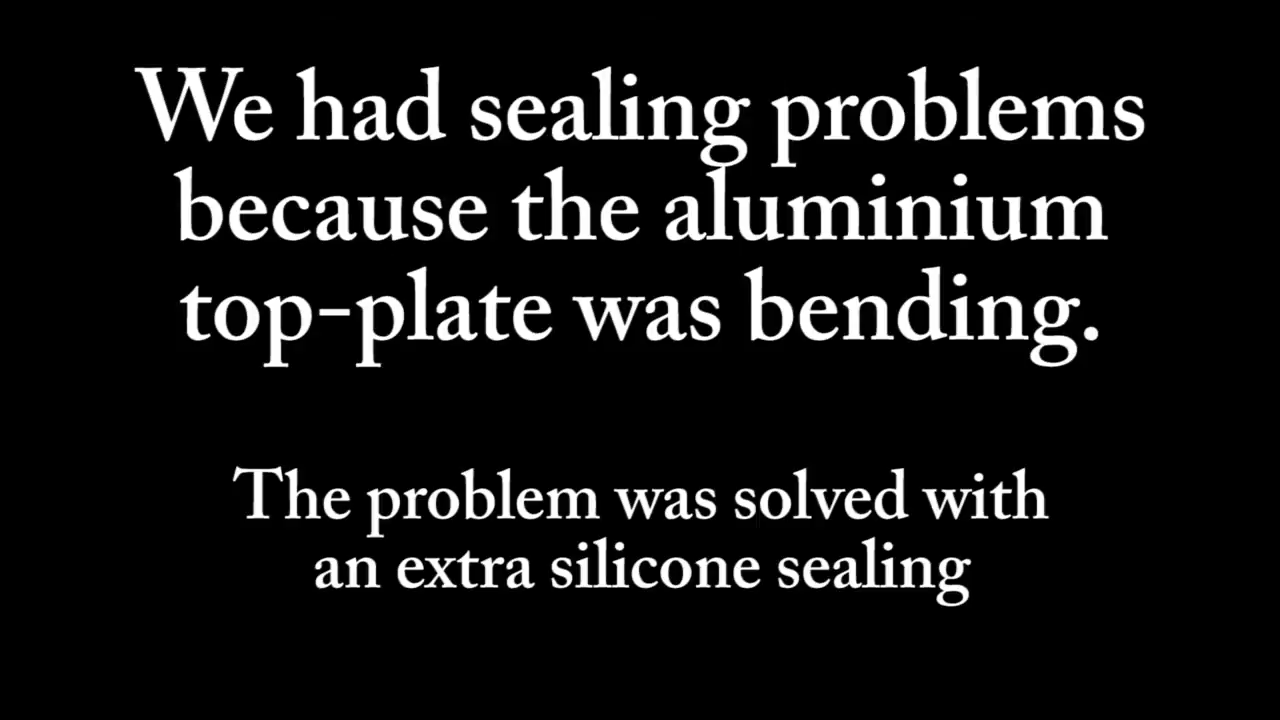 We had sealing problems
because the aluminium
top-plate was bending.
The problem was solved with
an extra silicone sealing